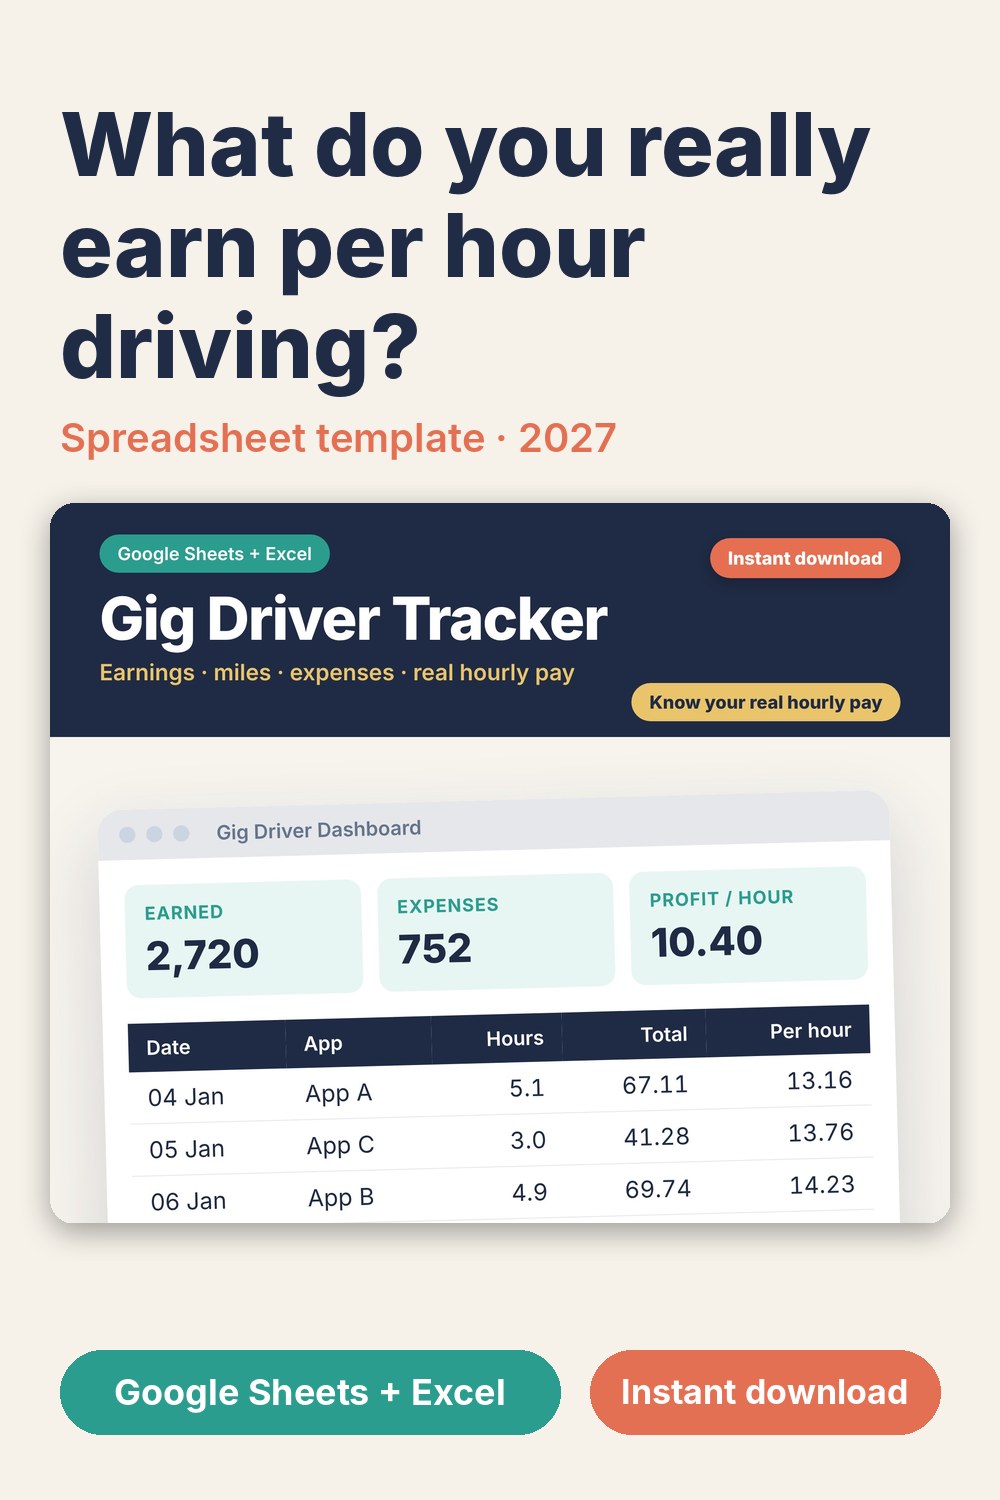 What do you really
earn per hour
driving?
Spreadsheet template · 2027
Google Sheets + Excel
Instant download
Gig Driver Tracker
Earnings · miles · expenses · real hourly pay
Know your real hourly pay
Gig Driver Dashboard
EARNED EXPENSES PROFIT / HOUR
2,720 752 10.40
Date App Hours Total Per hour
04 Jan App A 5.1 67.11 13.16
05 Jan App C 3.0 41.28 13.76
06 Jan App B 4.9 69.74 14.23
Google Sheets + Excel Instant download